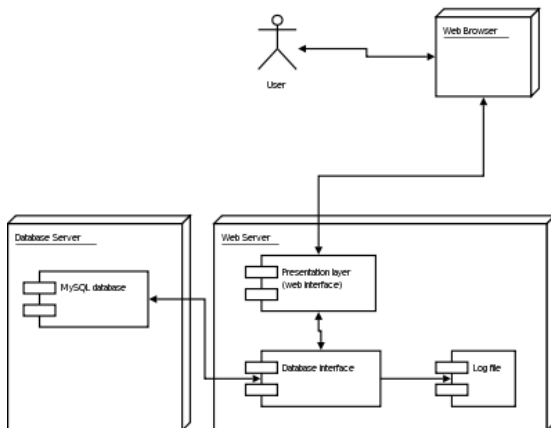 Web Browser
User
Database Server
Web Server
MySQL database
Presentation layer
(web interface)
Database interface
Log file